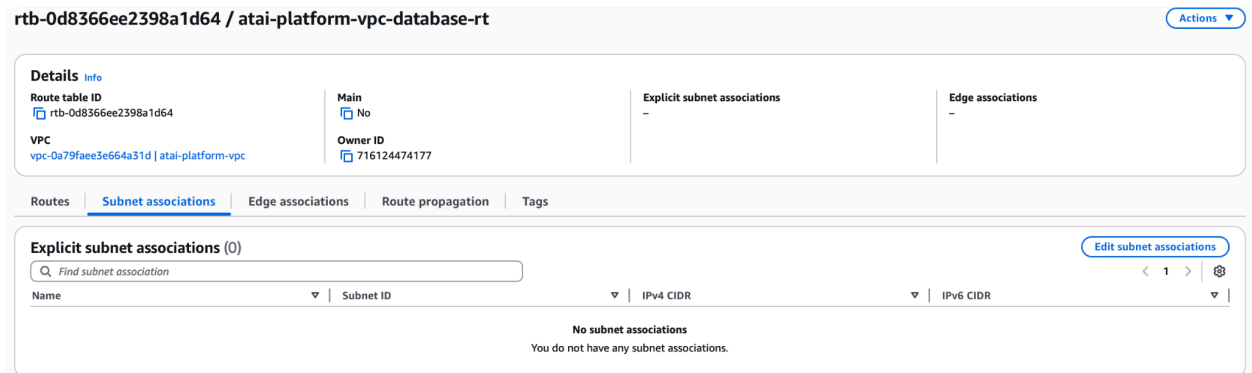 rtb-0d8366ee2398a1d64 / atai-platform-vpc-database-rt
Actions
Details Info
Route table ID
rtb-0d8366ee2398a1d64
Main
No
Explicit subnet associations
–
Edge associations
–
VPC
vpc-0a79faee3e664a31d | atai-platform-vpc
Owner ID
716124474177
Routes Subnet associations Edge associations Route propagation Tags
Explicit subnet associations (0)
Edit subnet associations
Find subnet association
1
Name Subnet ID IPv4 CIDR IPv6 CIDR
No subnet associations
You do not have any subnet associations.